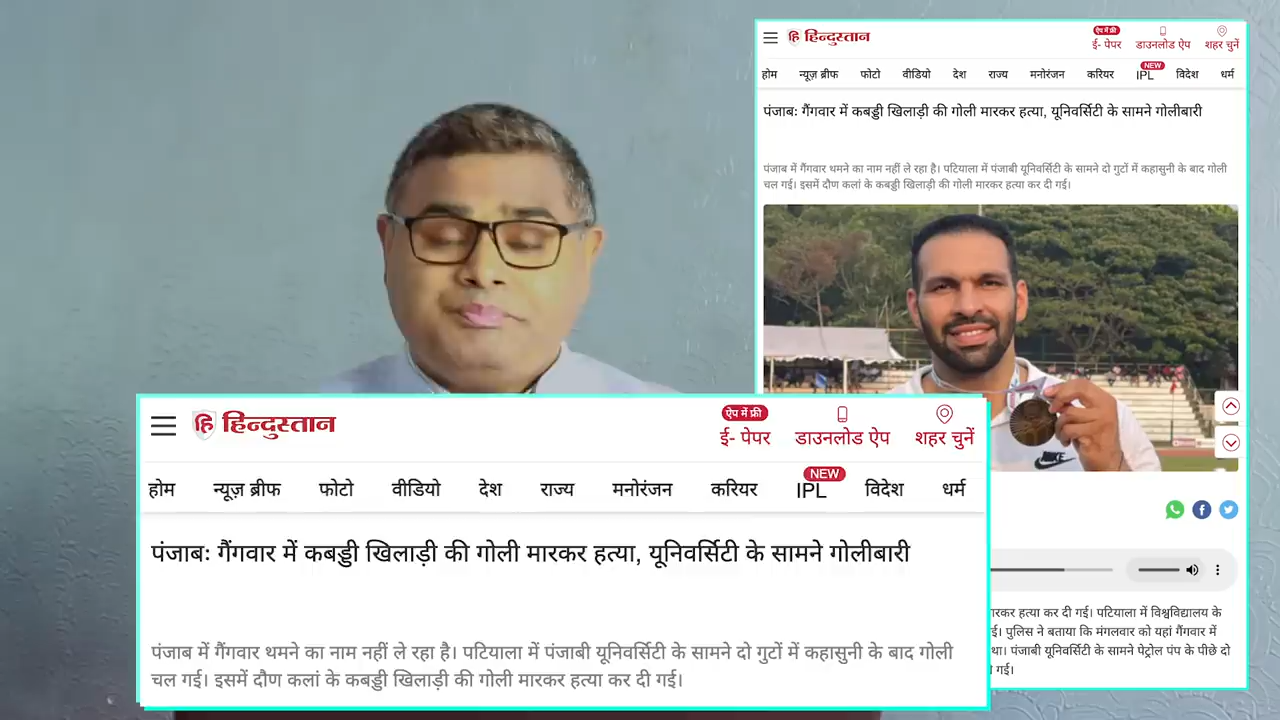 हि हिन्दुस्तान
ऐप में फ्री
ई- पेपर
डाउनलोड ऐप
शहर चुनें
होम न्यूज़ ब्रीफ फोटो वीडियो देश राज्य मनोरंजन करियर IPL NEW विदेश धर्म
पंजाबः गैंगवार में कबड्डी खिलाड़ी की गोली मारकर हत्या, यूनिवर्सिटी के सामने गोलीबारी
पंजाब में गैंगवार थमने का नाम नहीं ले रहा है। पटियाला में पंजाबी यूनिवर्सिटी के सामने दो गुटों में कहासुनी के बाद गोली
चल गई। इसमें दौण कलां के कबड्डी खिलाड़ी की गोली मारकर हत्या कर दी गई।
NIKE
हि हिन्दुस्तान
ऐप में फ्री
ई- पेपर
डाउनलोड ऐप
शहर चुनें
होम न्यूज़ ब्रीफ फोटो वीडियो देश राज्य मनोरंजन करियर IPL NEW विदेश धर्म
पंजाबः गैंगवार में कबड्डी खिलाड़ी की गोली मारकर हत्या, यूनिवर्सिटी के सामने गोलीबारी
पंजाब में गैंगवार थमने का नाम नहीं ले रहा है। पटियाला में पंजाबी यूनिवर्सिटी के सामने दो गुटों में कहासुनी के बाद गोली
चल गई। इसमें दौण कलां के कबड्डी खिलाड़ी की गोली मारकर हत्या कर दी गई।
मारकर हत्या कर दी गई। पटियाला में विश्वविद्यालय के
पुलिस ने बताया कि मंगलवार को यहां गैंगवार में
था। पंजाबी यूनिवर्सिटी के सामने पेट्रोल पंप के पीछे दो
गई।